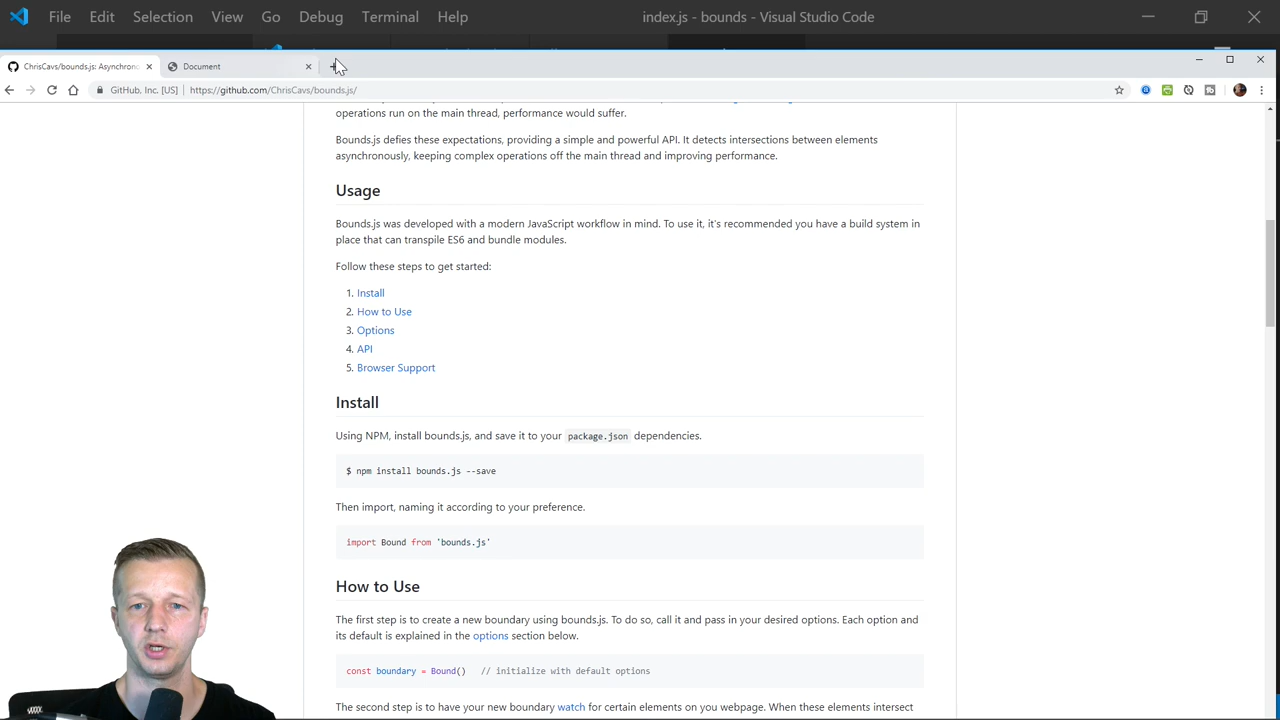 File Edit Selection View Go Debug Terminal Help index.js - bounds - Visual Studio Code
ChrisCavs/bounds.js: Asynchrono Document
GitHub, Inc. [US] https://github.com/ChrisCavs/bounds.js/
operations run on the main thread, performance would suffer.
Bounds.js defies these expectations, providing a simple and powerful API. It detects intersections between elements
asynchronously, keeping complex operations off the main thread and improving performance.
Usage
Bounds.js was developed with a modern JavaScript workflow in mind. To use it, it's recommended you have a build system in
place that can transpile ES6 and bundle modules.
Follow these steps to get started:
1. Install
2. How to Use
3. Options
4. API
5. Browser Support
Install
Using NPM, install bounds.js, and save it to your package.json dependencies.
$ npm install bounds.js --save
Then import, naming it according to your preference.
import Bound from 'bounds.js'
How to Use
The first step is to create a new boundary using bounds.js. To do so, call it and pass in your desired options. Each option and
its default is explained in the options section below.
const boundary = Bound() // initialize with default options
The second step is to have your new boundary watch for certain elements on you webpage. When these elements intersect